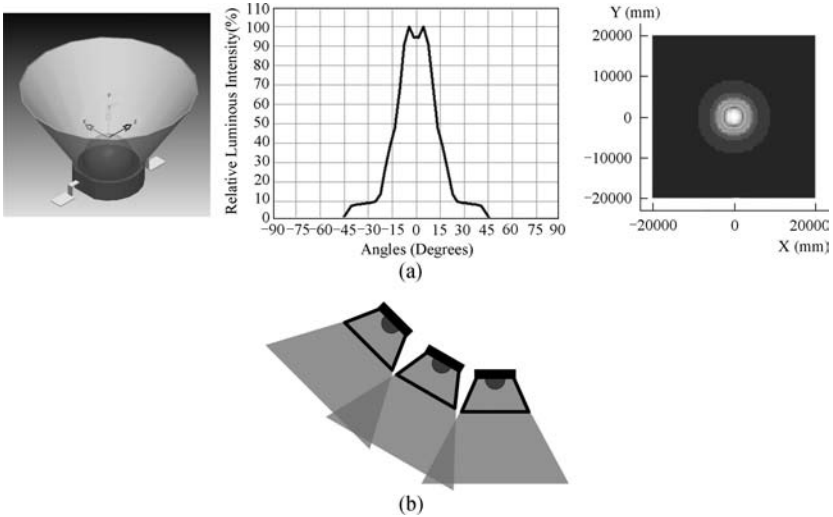 Relative Luminous Intensity(%)
110
100
90
80
70
60
50
40
30
20
10
0
−90−75−60−45−30−15 0 15 30 45 60 75 90
Angles (Degrees)
Y (mm)
20000
10000
0
−10000
−20000
−20000 0 20000
X (mm)
(a)
(b)